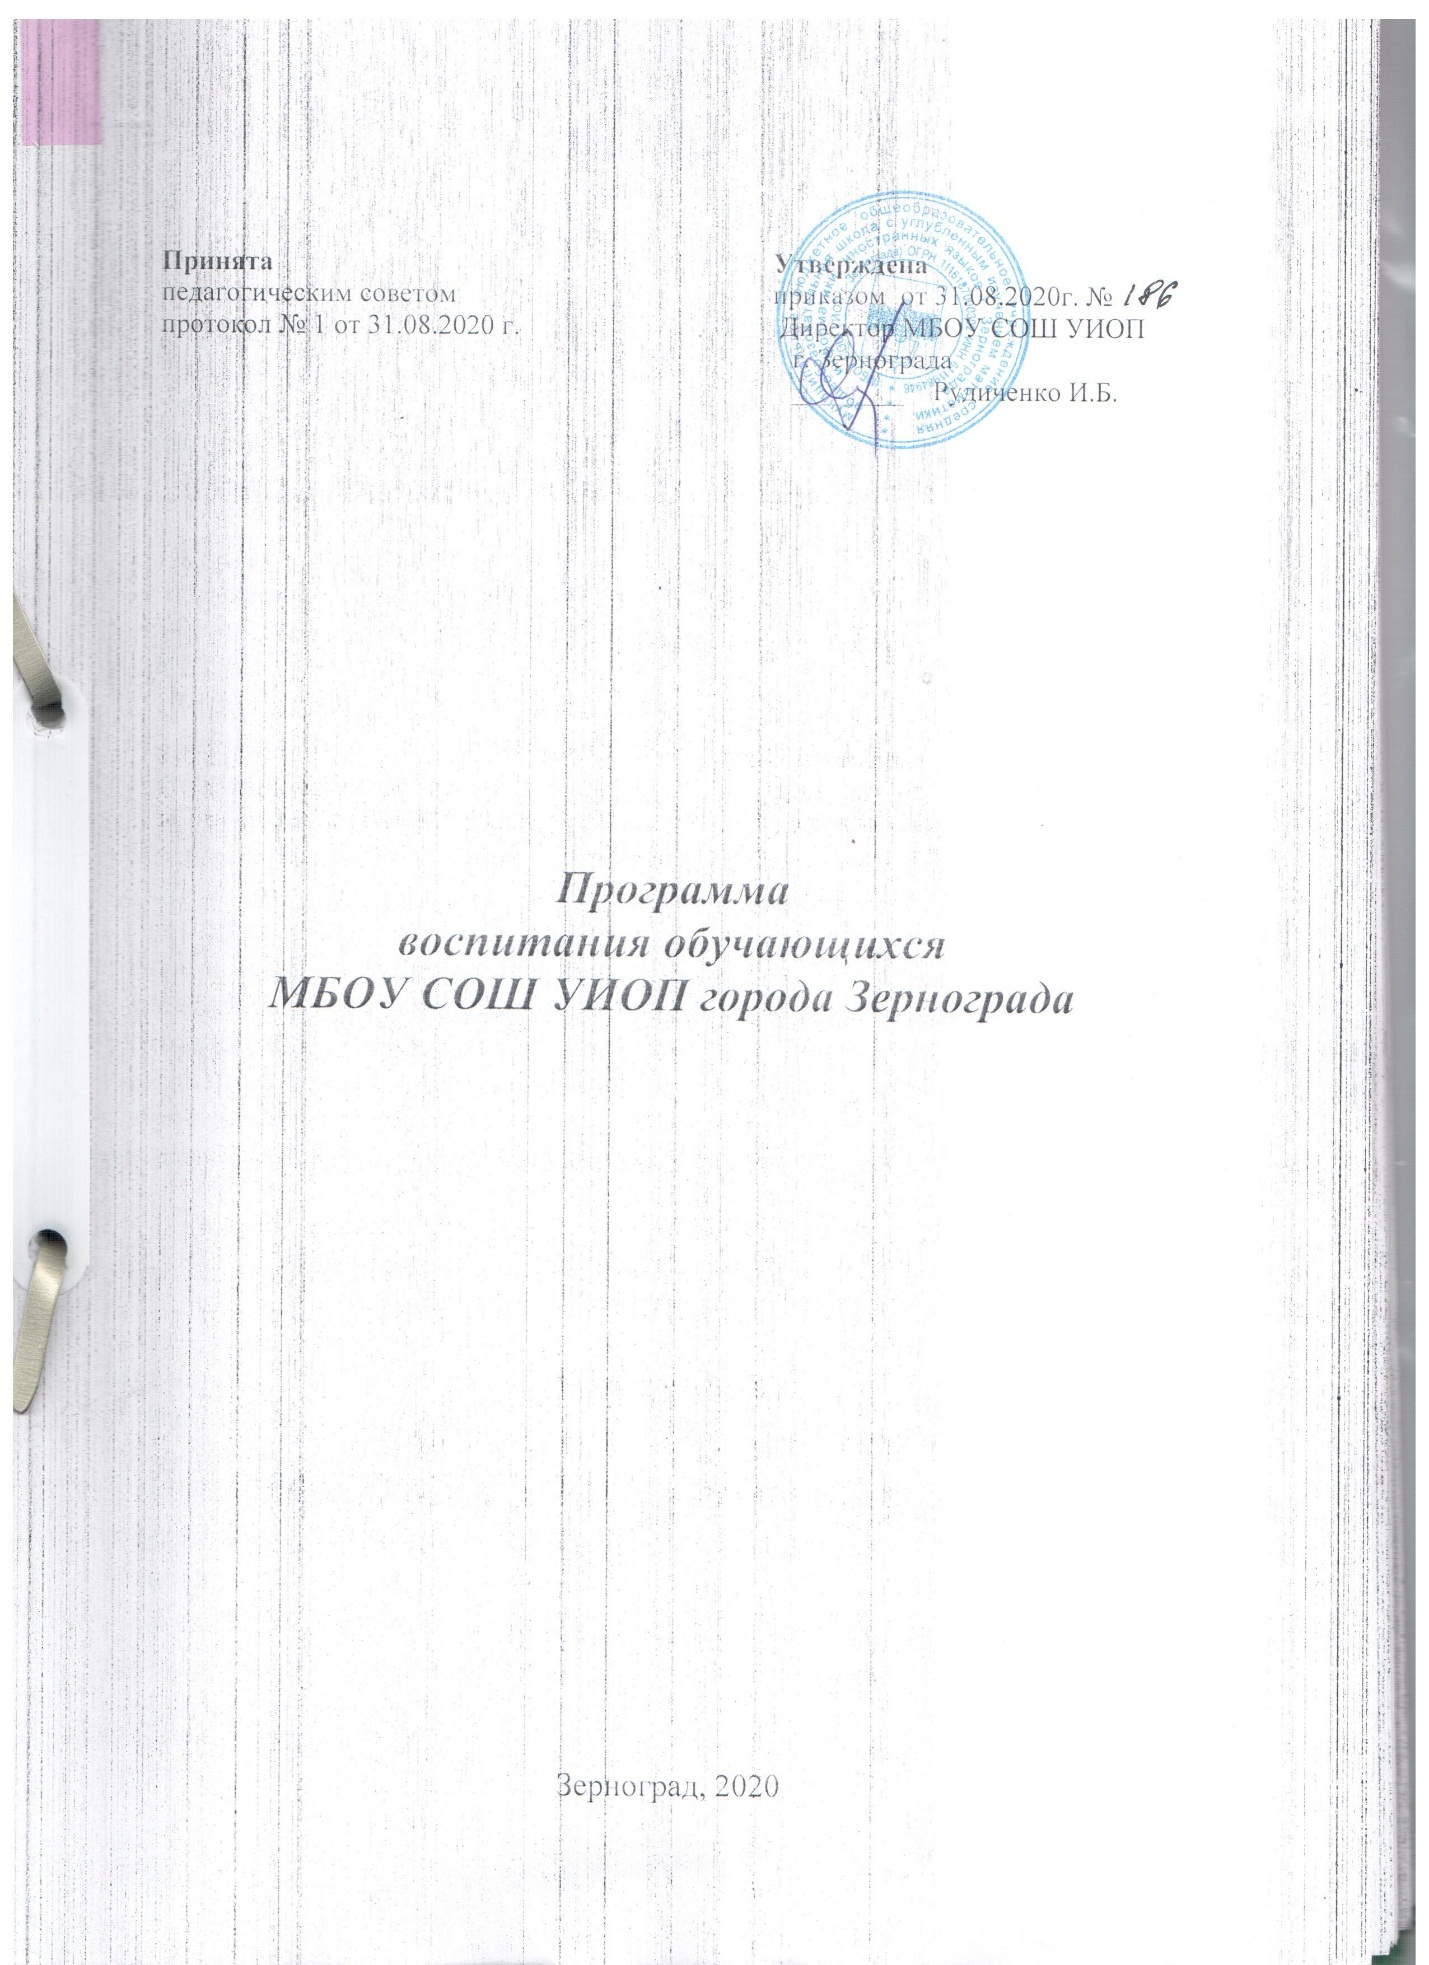 Принята
педагогическим советом
протокол № 1 от 31.08.2020 г.
Утверждена
приказом от 31.08.2020г. № 186
Директор МБОУ СОШ УИОП
г. Зернограда
Рудиченко И.Б.
Программа
воспитания обучающихся
МБОУ СОШ УИОП города Зернограда
Зерноград, 2020